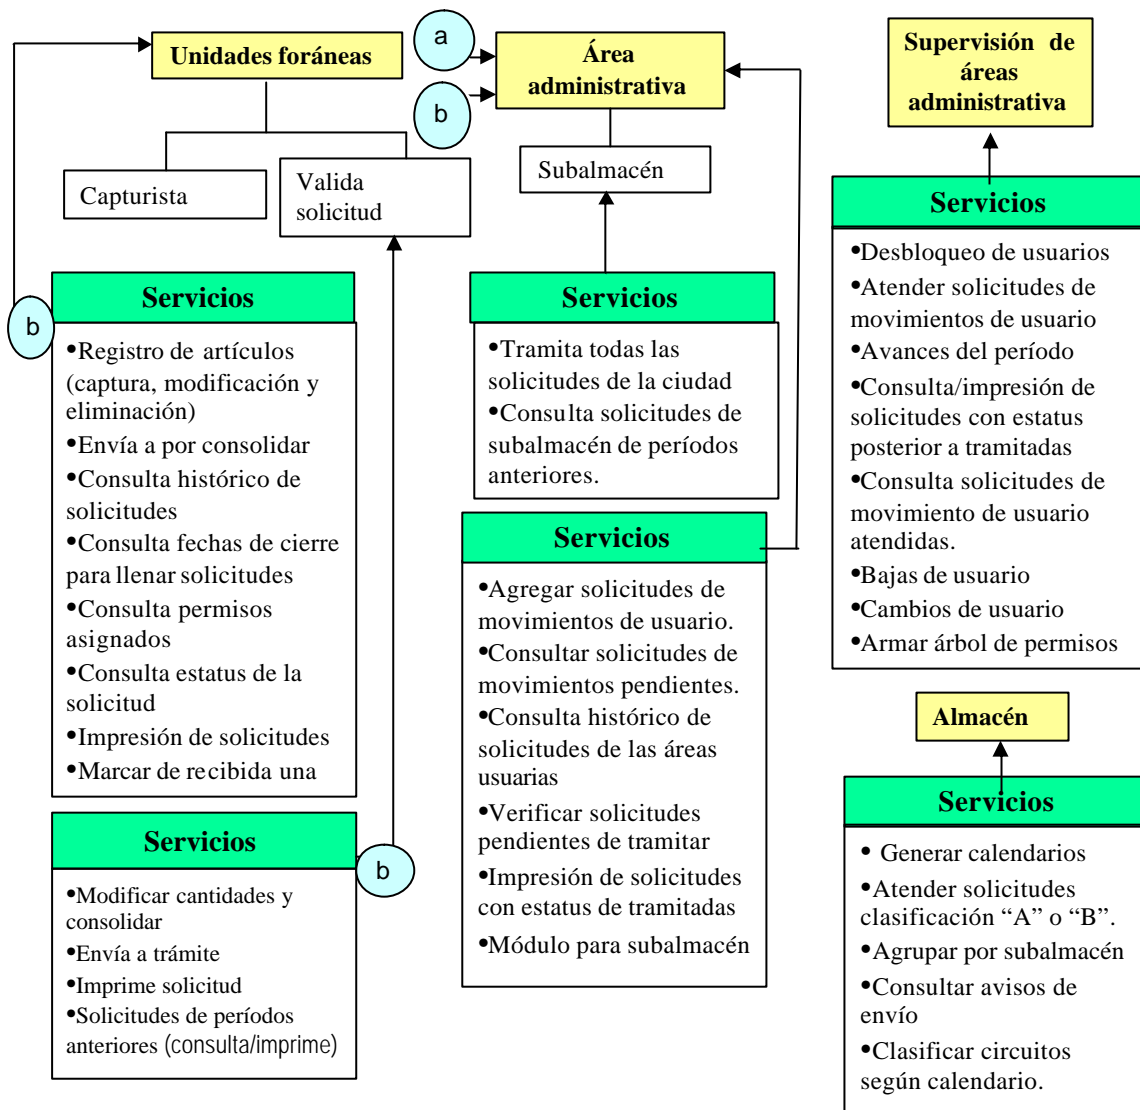 Unidades foráneas
Capturista
Valida
solicitud
b
Servicios
•Registro de artículos
(captura, modificación y
eliminación)
•Envía a por consolidar
•Consulta histórico de
solicitudes
•Consulta fechas de cierre
para llenar solicitudes
•Consulta permisos
asignados
•Consulta estatus de la
solicitud
•Impresión de solicitudes
•Marcar de recibida una
Servicios
b
•Modificar cantidades y
consolidar
•Envía a trámite
•Imprime solicitud
•Solicitudes de períodos
anteriores (consulta/imprime)
a
b
Área
administrativa
Subalmacén
Servicios
•Tramita todas las
solicitudes de la ciudad
•Consulta solicitudes de
subalmacén de períodos
anteriores.
Servicios
•Agregar solicitudes de
movimientos de usuario.
•Consultar solicitudes de
movimientos pendientes.
•Consulta histórico de
solicitudes de las áreas
usuarias
•Verificar solicitudes
pendientes de tramitar
•Impresión de solicitudes
con estatus de tramitadas
•Módulo para subalmacén
Supervisión de
áreas
administrativa
Servicios
•Desbloqueo de usuarios
•Atender solicitudes de
movimientos de usuario
•Avances del período
•Consulta/impresión de
solicitudes con estatus
posterior a tramitadas
•Consulta solicitudes de
movimiento de usuario
atendidas.
•Bajas de usuario
•Cambios de usuario
•Armar árbol de permisos
Almacén
Servicios
• Generar calendarios
•Atender solicitudes
clasificación “A” o “B”.
•Agrupar por subalmacén
•Consultar avisos de
envío
•Clasificar circuitos
según calendario.